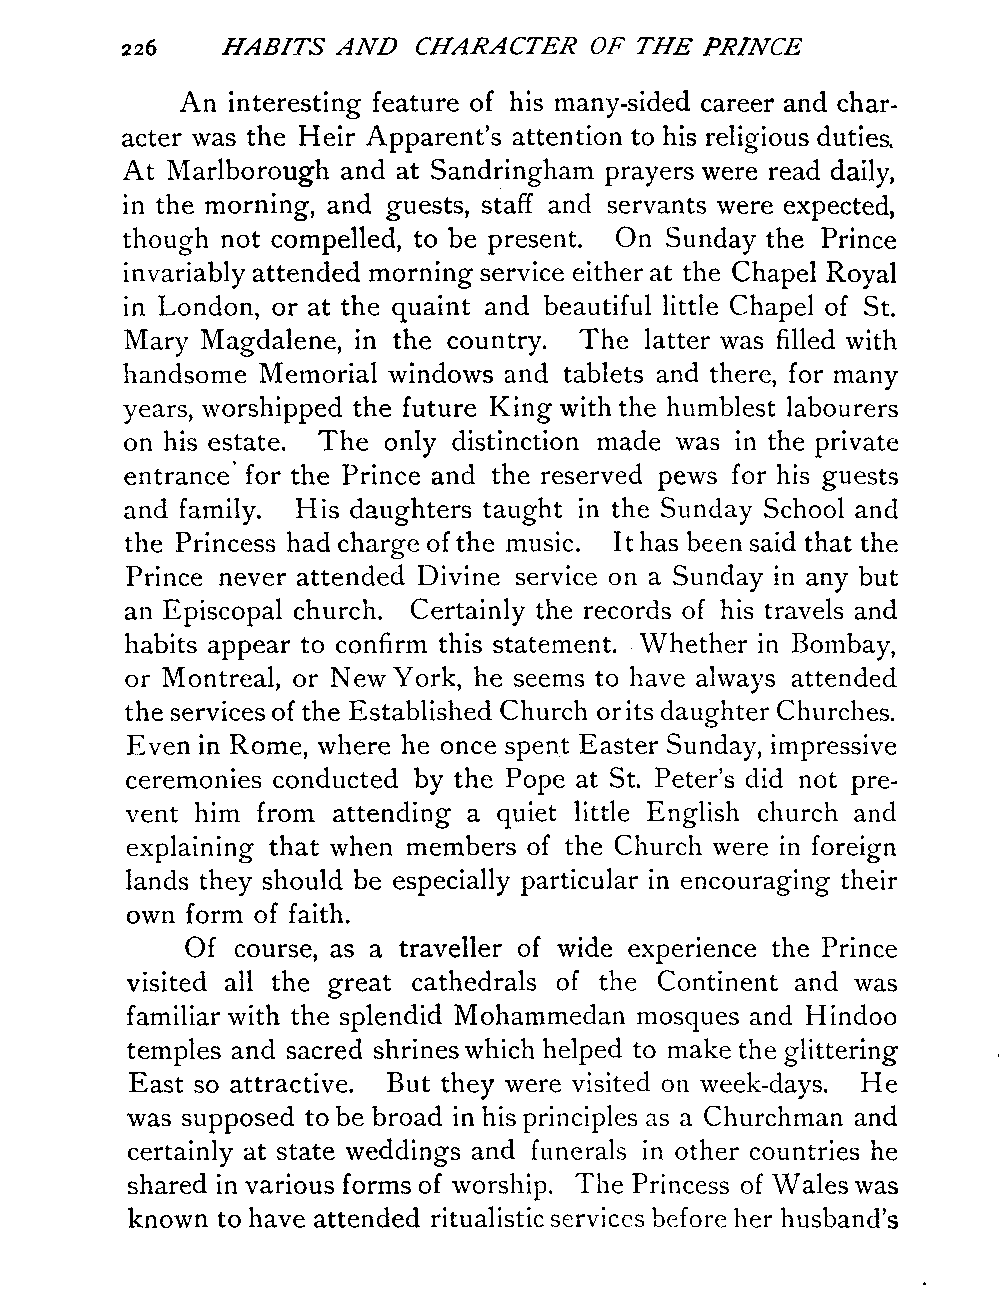 226 HABITS AND CHARACTER OF THE PRINCE
An interesting feature of his many-sided career and char-
acter was the Heir Apparent's attention to his religious duties.
At Marlborough and at Sandringham prayers were read daily,
in the morning, and guests, staff and servants were expected,
though not compelled, to be present. On Sunday the Prince
invariably attended morning service either at the Chapel Royal
in London, or at the quaint and beautiful little Chapel of St.
Mary Magdalene, in the country. The latter was filled with
handsome Memorial windows and tablets and there, for many
years, worshipped the future King with the humblest labourers
on his estate. The only distinction made was in the private
entrance for the Prince and the reserved pews for his guests
and family. His daughters taught in the Sunday School and
the Princess had charge of the music. It has been said that the
Prince never attended Divine service on a Sunday in any but
an Episcopal church. Certainly the records of his travels and
habits appear to confirm this statement. Whether in Bombay,
or Montreal, or New York, he seems to have always attended
the services of the Established Church or its daughter Churches.
Even in Rome, where he once spent Easter Sunday, impressive
ceremonies conducted by the Pope at St. Peter's did not pre-
vent him from attending a quiet little English church and
explaining that when members of the Church were in foreign
lands they should be especially particular in encouraging their
own form of faith.
Of course, as a traveller of wide experience the Prince
visited all the great cathedrals of the Continent and was
familiar with the splendid Mohammedan mosques and Hindoo
temples and sacred shrines which helped to make the glittering
East so attractive. But they were visited on week-days. He
was supposed to be broad in his principles as a Churchman and
certainly at state weddings and funerals in other countries he
shared in various forms of worship. The Princess of Wales was
known to have attended ritualistic services before her husband's